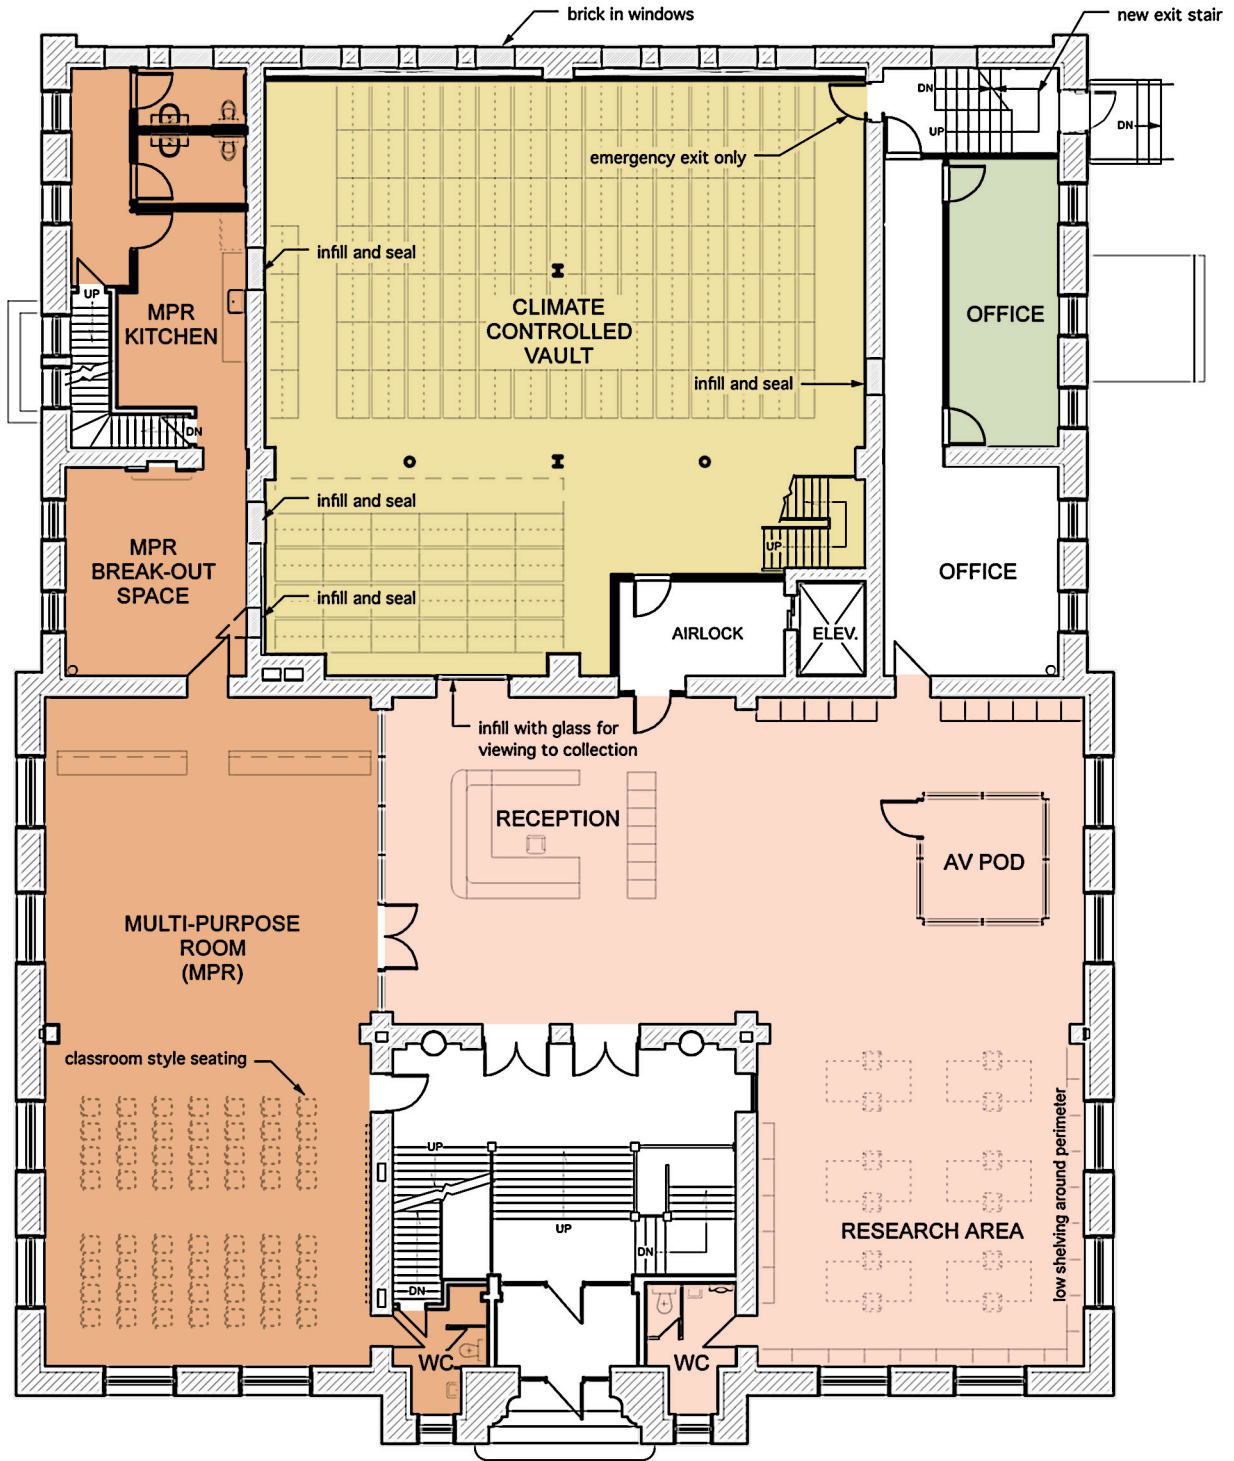 brick in windows
new exit stair
DN
UP
DN
emergency exit only
infill and seal
UP
MPR
KITCHEN
CLIMATE
CONTROLLED
VAULT
OFFICE
infill and seal
DN
infill and seal
UP
MPR
BREAK-OUT
SPACE
OFFICE
infill and seal
AIRLOCK
ELEV.
infill with glass for
viewing to collection
RECEPTION
AV POD
MULTI-PURPOSE
ROOM
(MPR)
classroom style seating
low shelving around perimeter
UP
UP
RESEARCH AREA
DN
DN
WC
WC